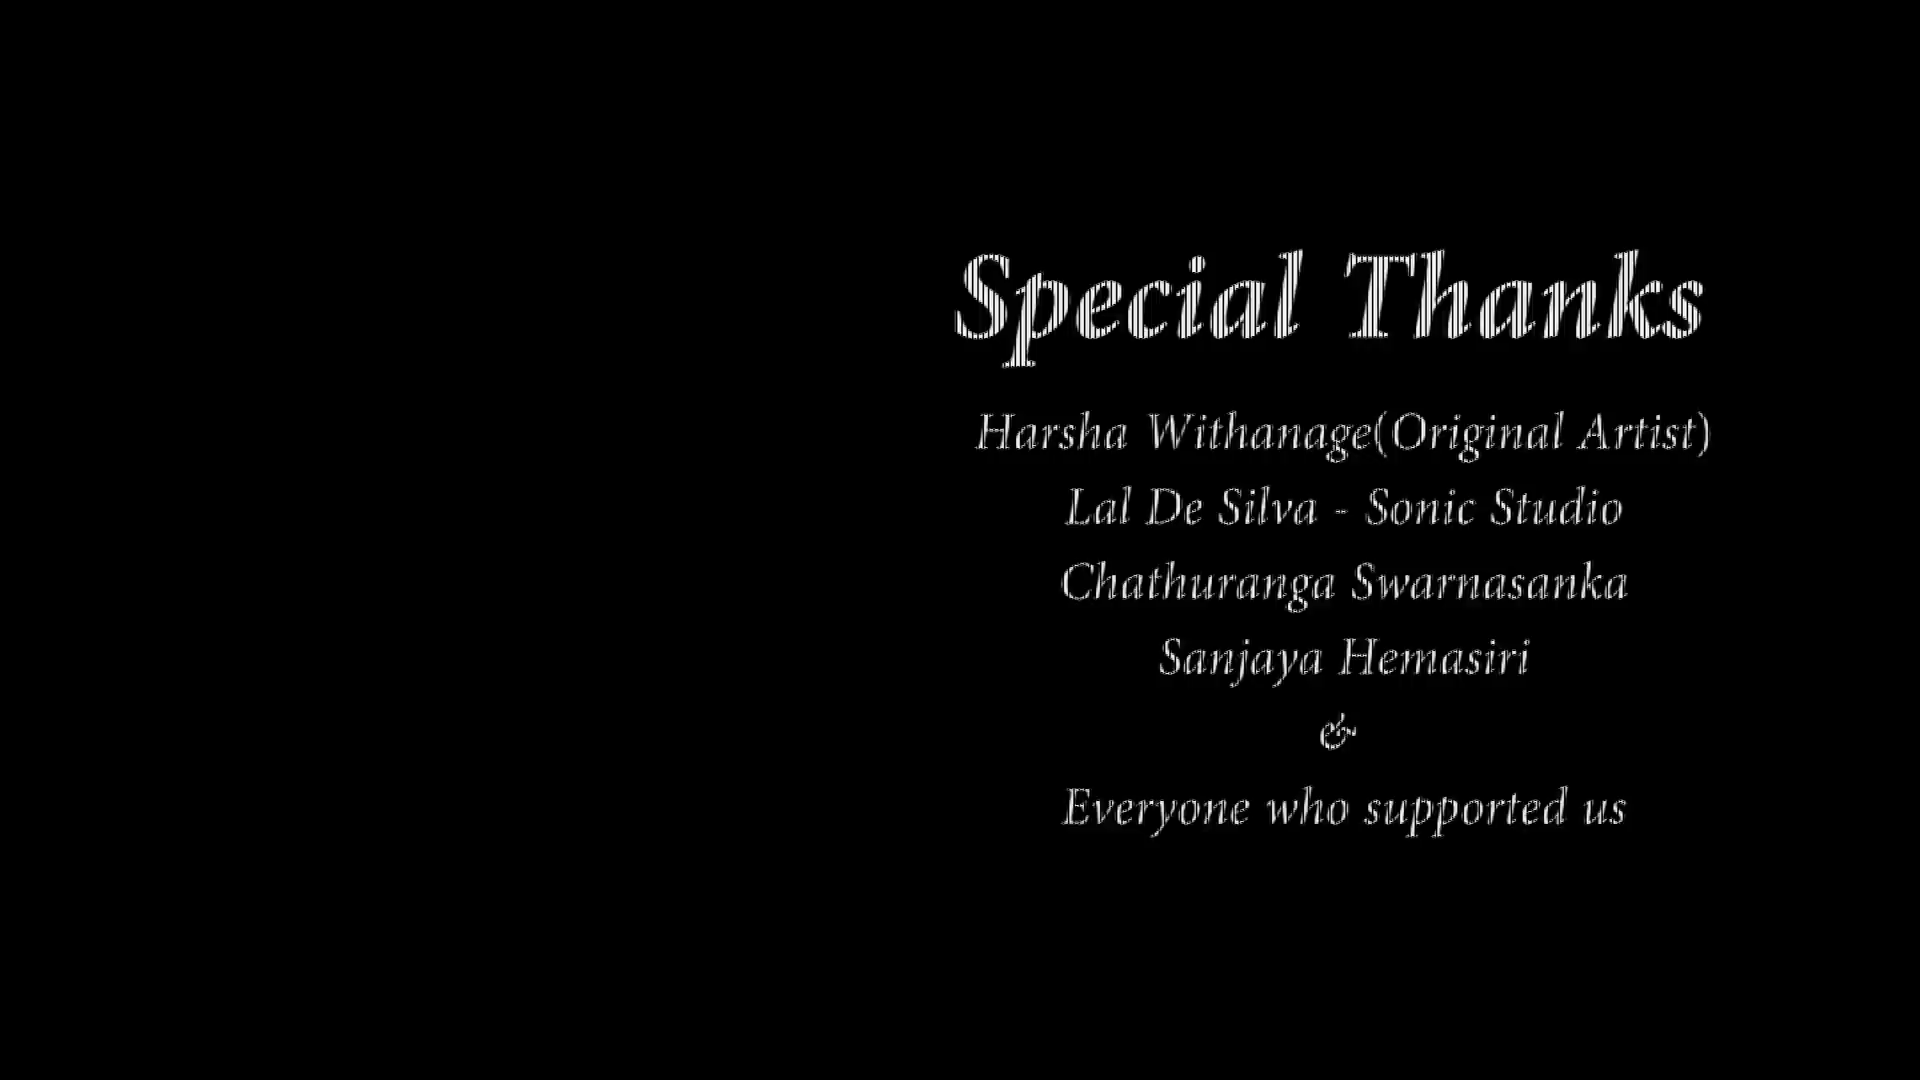 Special Thanks
Harsha Withanage(Original Artist)
Lal De Silva - Sonic Studio
Chathuranga Swarnasanka
Sanjaya Hemasiri
&
Everyone who supported us